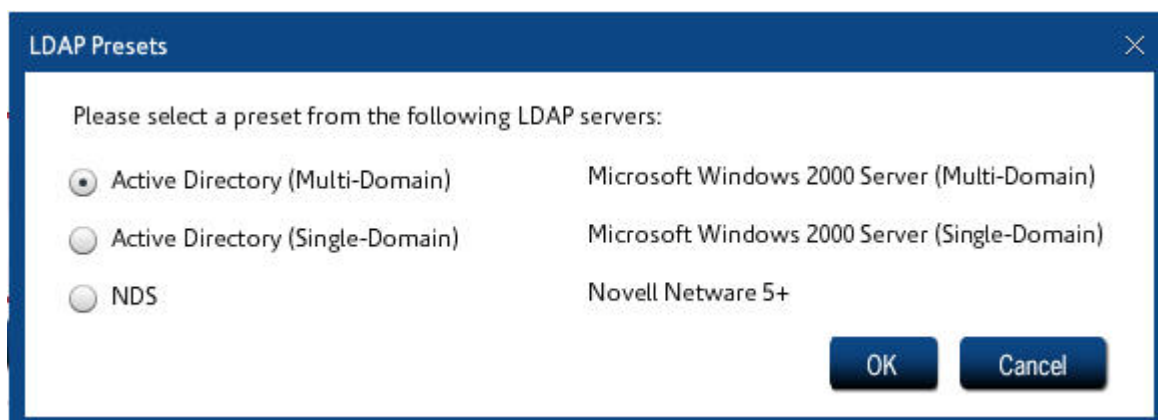 LDAP Presets
Please select a preset from the following LDAP servers:
Active Directory (Multi-Domain) Microsoft Windows 2000 Server (Multi-Domain)
Active Directory (Single-Domain) Microsoft Windows 2000 Server (Single-Domain)
NDS Novell Netware 5+
OK Cancel